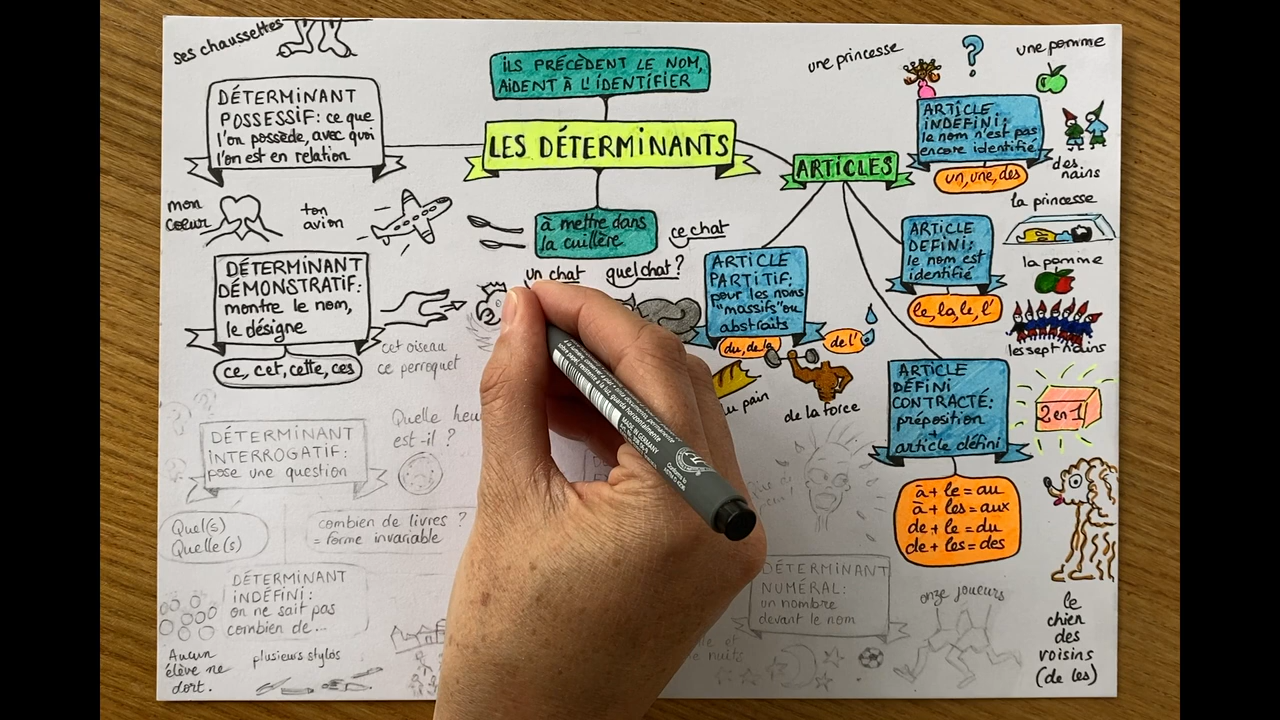 ses chaussettes
DÉTERMINANT
POSSESSIF: ce que
l'on possède, avec quoi
l'on est en relation
mon
coeur
ton
avion
ILS PRÉCÈDENT LE NOM,
AIDENT À L'IDENTIFIER
LES DÉTERMINANTS
à mettre dans
la cuillère
ce chat
un chat
quel chat ?
ARTICLES
une princesse
?
une pomme
ARTICLE
INDÉFINI:
le nom n'est pas
encore identifié
un, une, des
des
nains
la princesse
ARTICLE
DÉFINI:
le nom est
identifié
le, la, le, l'
la pomme
les sept nains
ARTICLE
PARTITIF:
pour les noms
"massifs" ou
abstraits
du, de la
de l'
du pain
de la force
ARTICLE
DÉFINI
CONTRACTÉ:
préposition
+
article défini
2 en 1
à + le = au
à + les = aux
de + le = du
de + les = des
le
chien
des
voisins
(de les)
DÉTERMINANT
DÉMONSTRATIF:
montre le nom,
le désigne
ce, cet, cette, ces
cet oiseau
ce perroquet
DÉTERMINANT
INTERROGATIF:
pose une question
Quelle heu
est-il ?
Quel(s)
Quelle(s)
combien de livres ?
= forme invariable
DÉTERMINANT
INDÉFINI:
on ne sait pas
combien de...
Aucun
élève ne
dort.
plusieurs stylos
DÉTERMINANT
NUMÉRAL:
un nombre
devant le nom
et
nuits
onze joueurs
MADE IN GERMANY